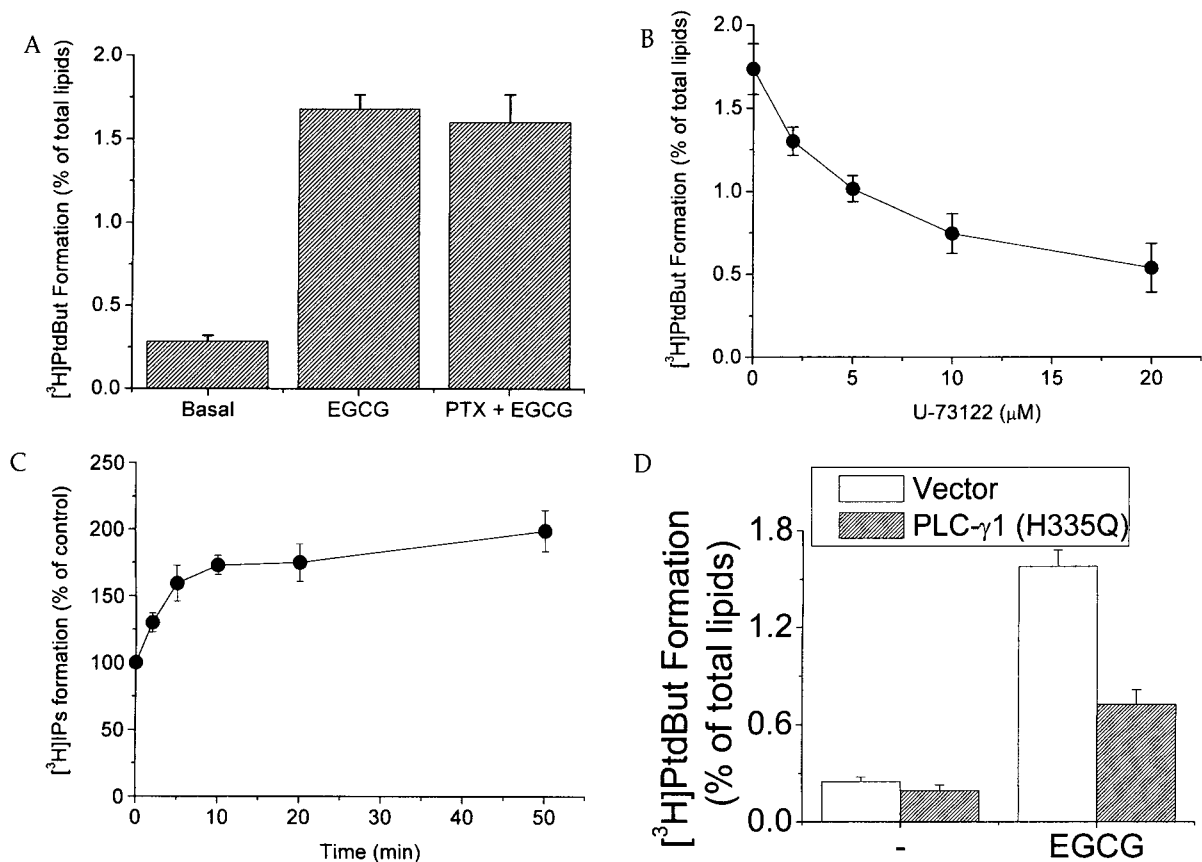 A
[³H]PtdBut Formation (% of total lipids)
2.0
1.5
1.0
0.5
0.0
Basal
EGCG
PTX + EGCG
B
[³H]PtdBut Formation (% of total lipids)
2.0
1.5
1.0
0.5
0.0
0
5
10
15
20
U-73122 (μM)
C
[³H]IPs formation (% of control)
250
200
150
100
50
0
0
10
20
30
40
50
Time (min)
D
Vector
PLC-γ1 (H335Q)
[³H]PtdBut Formation
(% of total lipids)
1.8
1.2
0.6
0.0
-
EGCG